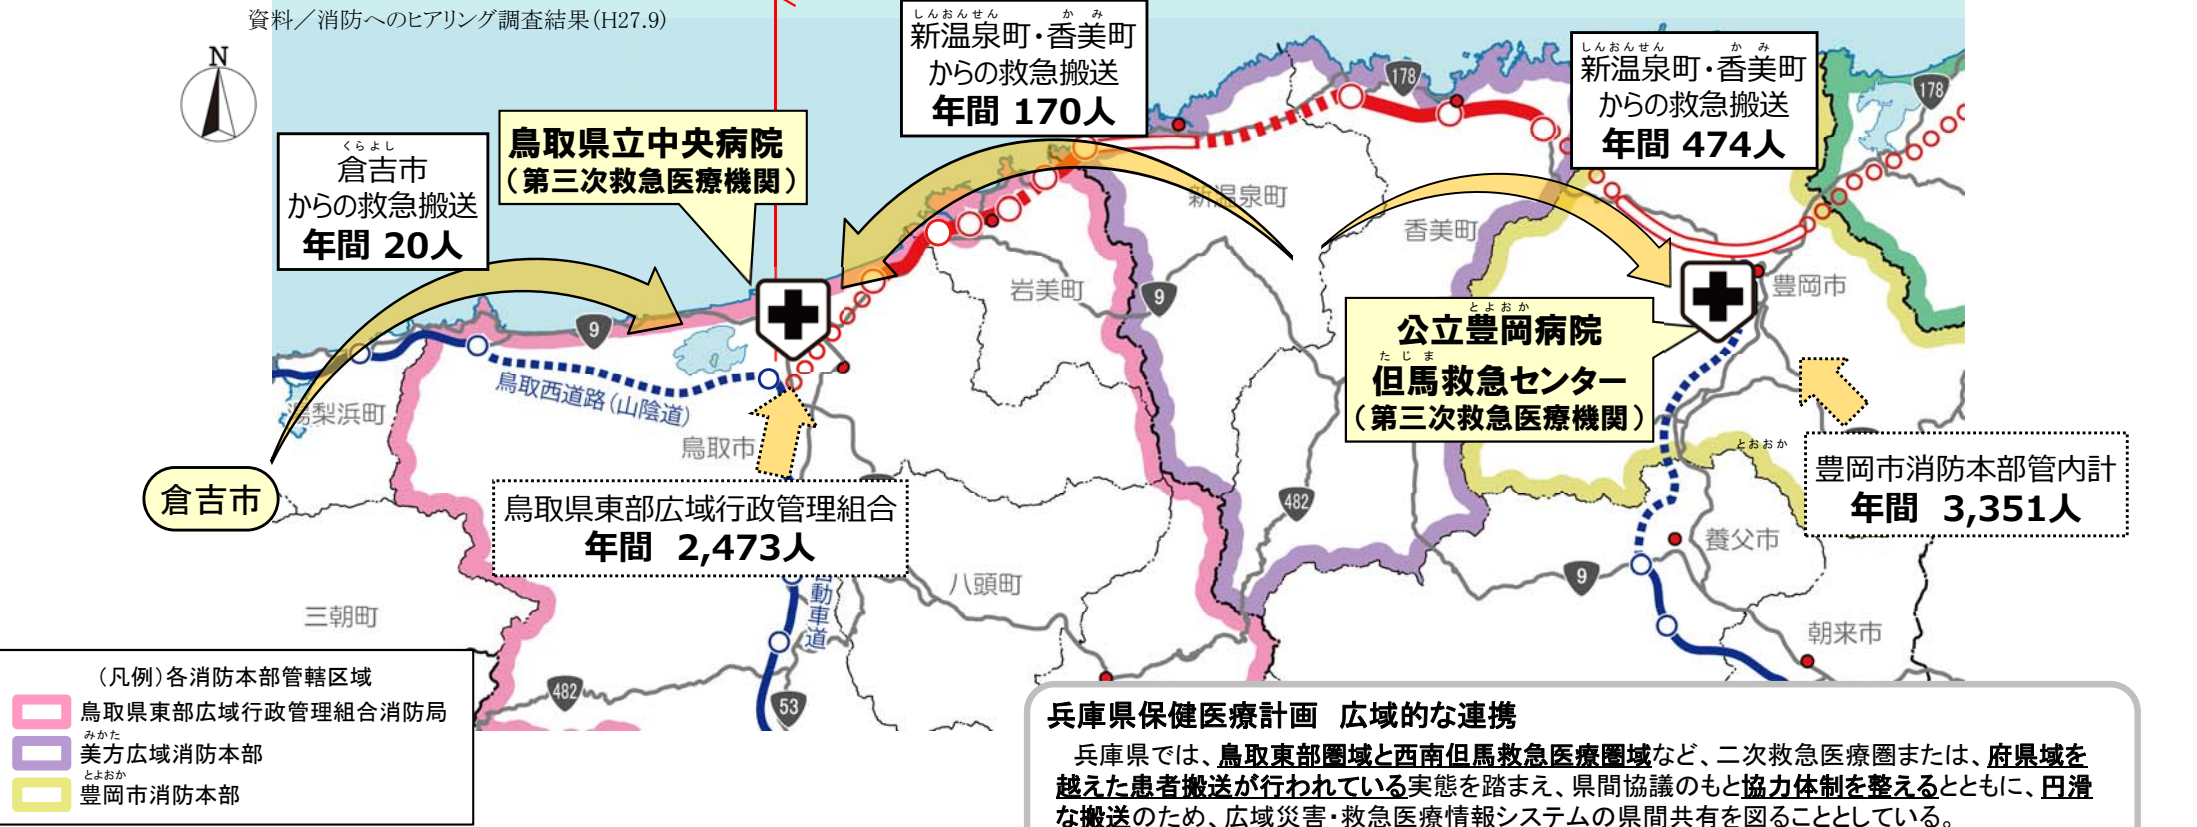 資料／消防へのヒアリング調査結果(H27.9)
N
くらよし
倉吉市
からの救急搬送
年間 20人
鳥取県立中央病院
（第三次救急医療機関）
しんおんせん か み
新温泉町・香美町
からの救急搬送
年間 170人
しんおんせん か み
新温泉町・香美町
からの救急搬送
年間 474人
178
178
新温泉町
香美町
岩美町
9
9
豊岡市
とよおか
公立豊岡病院
たじま
但馬救急センター
（第三次救急医療機関）
鳥取西道路(山陰道)
湯梨浜町
鳥取市
倉吉市
鳥取県東部広域行政管理組合
年間 2,473人
482
とおおか
豊岡市消防本部管内計
年間 3,351人
養父市
9
八頭町
動車道
三朝町
朝来市
482
53
（凡例）各消防本部管轄区域
鳥取県東部広域行政管理組合消防局
みかた
美方広域消防本部
とよおか
豊岡市消防本部
兵庫県保健医療計画 広域的な連携
兵庫県では、鳥取東部圏域と西南但馬救急医療圏域など、二次救急医療圏または、府県域を
越えた患者搬送が行われている実態を踏まえ、県間協議のもと協力体制を整えるとともに、円滑
な搬送のため、広域災害・救急医療情報システムの県間共有を図ることとしている。